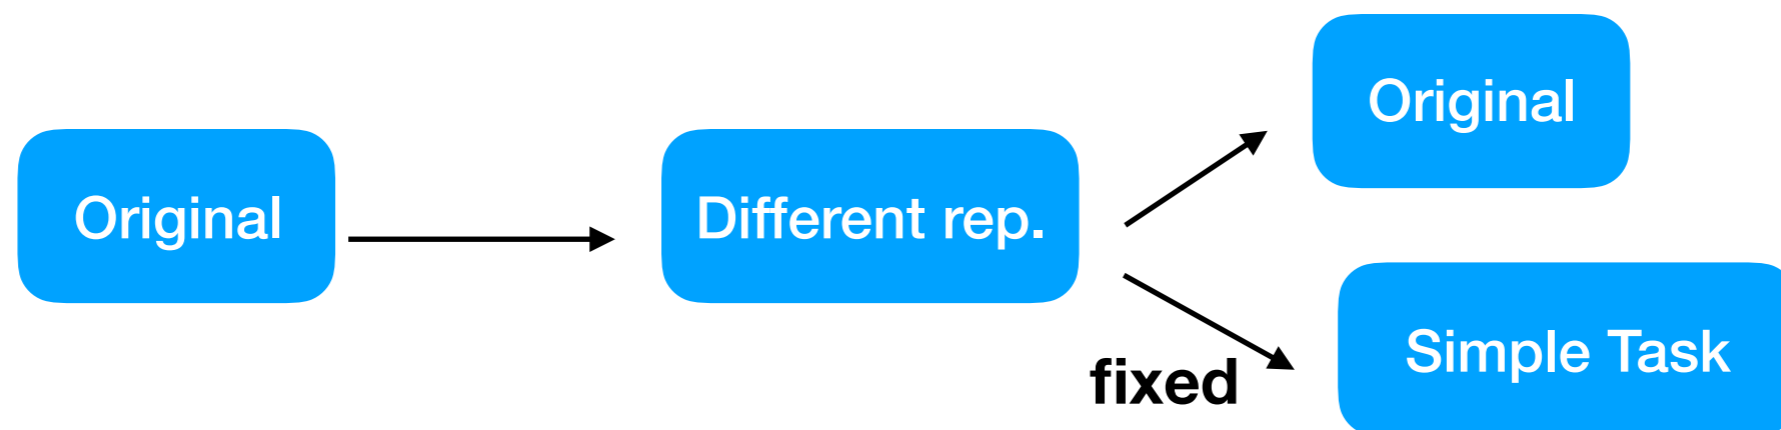 Original
Different rep.
Original
fixed
Simple Task